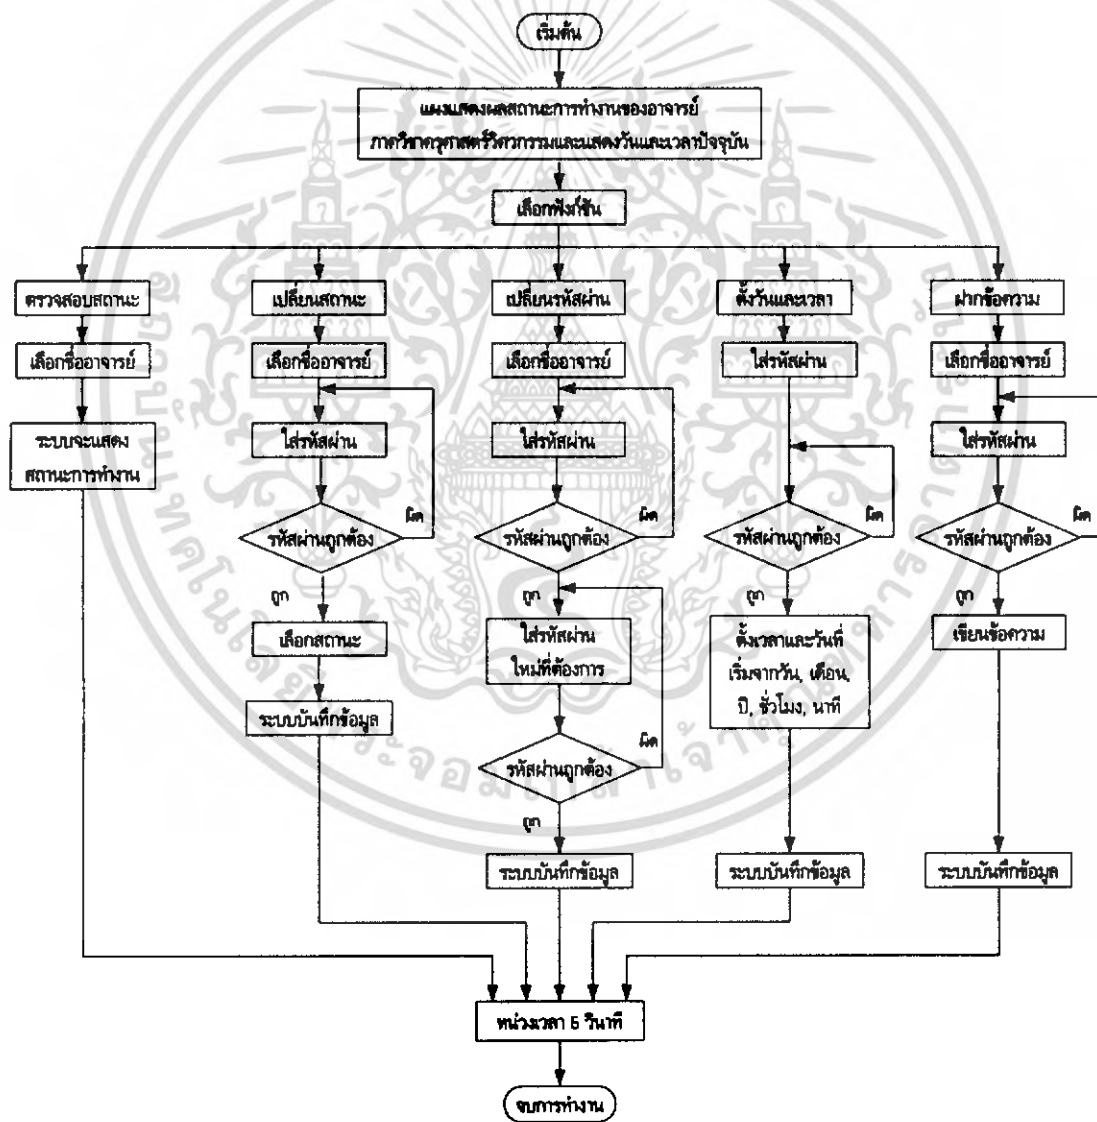 เริ่มต้น
แผงแสดงผลสถานะการทำงานของอาจารย์
ภาควิชาครุศาสตร์วิศวกรรมและแสดงวันและเวลาปัจจุบัน
เลือกฟังก์ชัน
ตรวจสอบสถานะ
เลือกชื่ออาจารย์
ระบบจะแสดง
สถานะการทำงาน
เปลี่ยนสถานะ
เลือกชื่ออาจารย์
ใส่รหัสผ่าน
รหัสผ่านถูกต้อง
ผิด
ถูก
เลือกสถานะ
ระบบบันทึกข้อมูล
เปลี่ยนรหัสผ่าน
เลือกชื่ออาจารย์
ใส่รหัสผ่าน
รหัสผ่านถูกต้อง
ผิด
ถูก
ใส่รหัสผ่าน
ใหม่ที่ต้องการ
รหัสผ่านถูกต้อง
ผิด
ถูก
ระบบบันทึกข้อมูล
ตั้งวันและเวลา
ใส่รหัสผ่าน
รหัสผ่านถูกต้อง
ผิด
ถูก
ตั้งเวลาและวันที่
เริ่มจากวัน, เดือน,
ปี, ชั่วโมง, นาที
ระบบบันทึกข้อมูล
ฝากข้อความ
เลือกชื่ออาจารย์
ใส่รหัสผ่าน
รหัสผ่านถูกต้อง
ผิด
ถูก
เขียนข้อความ
ระบบบันทึกข้อมูล
หน่วงเวลา 5 วินาที
จบการทำงาน